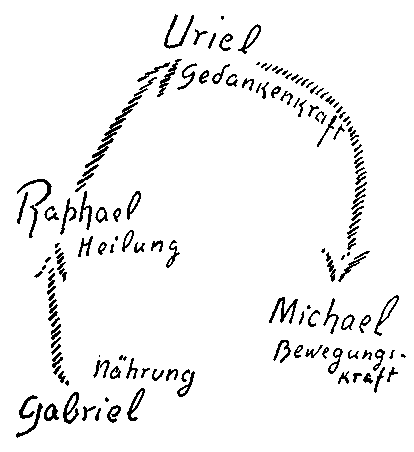 Uriel
Gedankenkraft
Raphael
Heilung
Michael
Bewegungs-
kraft
Nährung
Gabriel